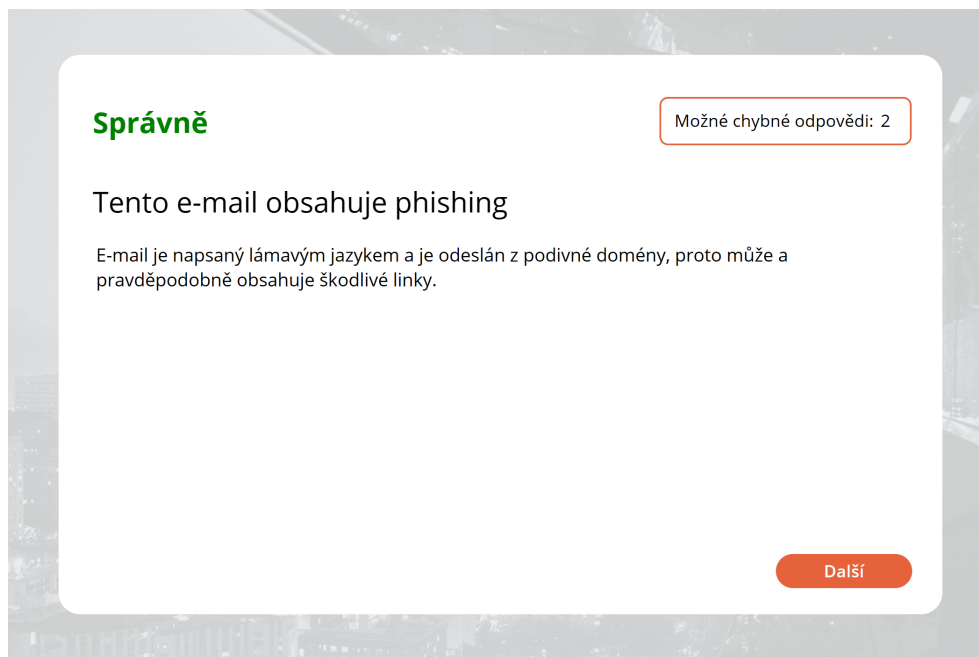 Správně
Možné chybné odpovědi: 2
Tento e-mail obsahuje phishing
E-mail je napsaný lámavým jazykem a je odeslán z podivné domény, proto může a
pravděpodobně obsahuje škodlivé linky.
Další